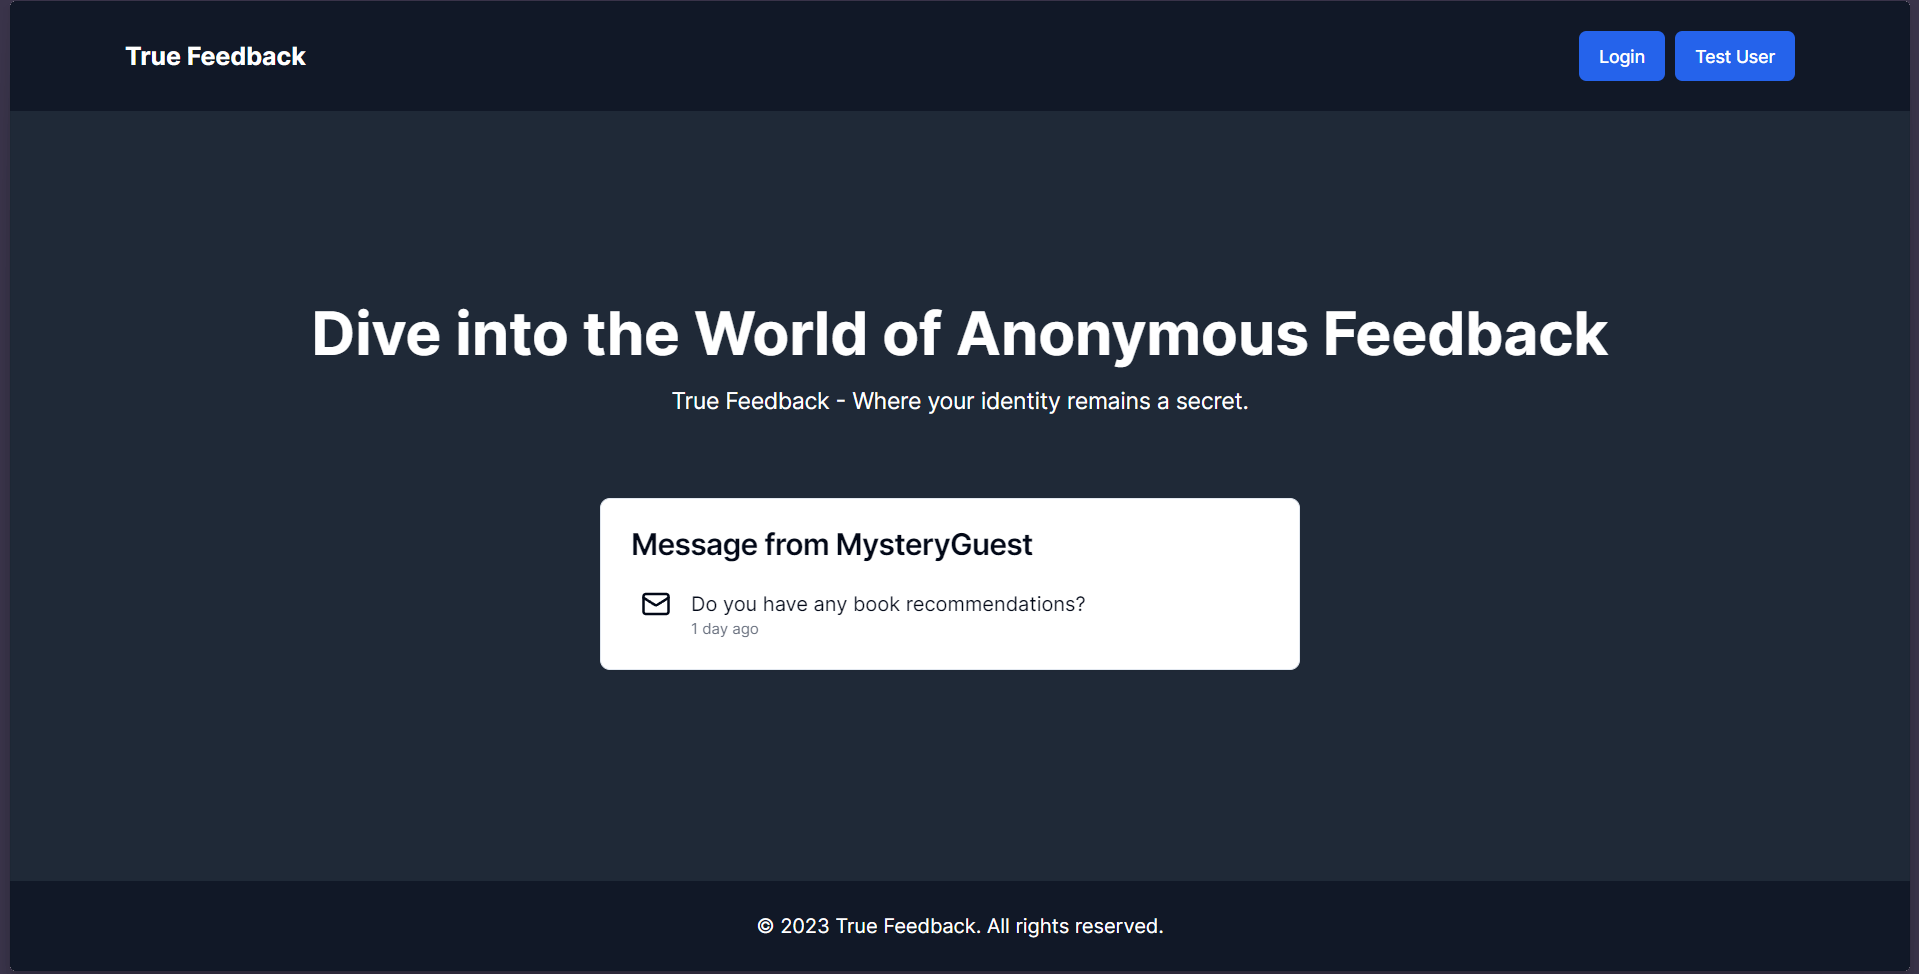 True Feedback
Login
Test User
Dive into the World of Anonymous Feedback
True Feedback - Where your identity remains a secret.
Message from MysteryGuest
Do you have any book recommendations?
1 day ago
© 2023 True Feedback. All rights reserved.